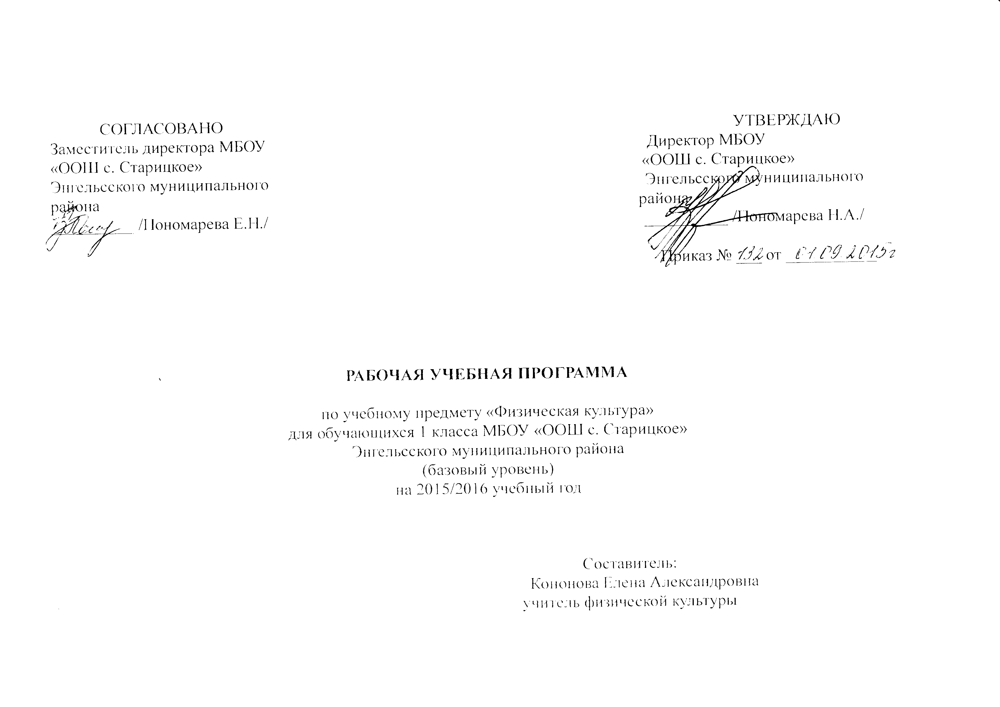 СОГЛАСОВАНО
Заместитель директора МБОУ
«ООШ с. Старицкое»
Энгельсского муниципального
района
/Пономарева Е.Н./
УТВЕРЖДАЮ
Директор МБОУ
«ООШ с. Старицкое»
Энгельсского муниципального
района
/Пономарева Н.А./
Приказ № 132 от 01 09 2015г
РАБОЧАЯ УЧЕБНАЯ ПРОГРАММА
по учебному предмету «Физическая культура»
для обучающихся 1 класса МБОУ «ООШ с. Старицкое»
Энгельсского муниципального района
(базовый уровень)
на 2015/2016 учебный год
Составитель:
Кононова Елена Александровна
учитель физической культуры